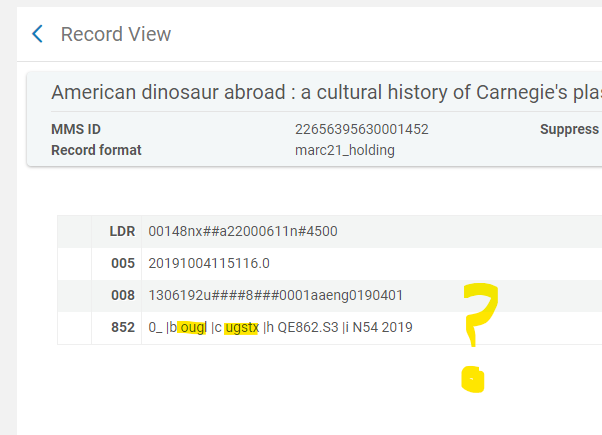 Record View
American dinosaur abroad : a cultural history of Carnegie's plas
MMS ID 22656395630001452 Suppress
Record format marc21_holding
LDR 00148nx##a22000611n#4500
005 20191004115116.0
008 1306192u####8###0001aaeng0190401
852 0_ |b ougl |c ugstx |h QE862.S3 |i N54 2019
?